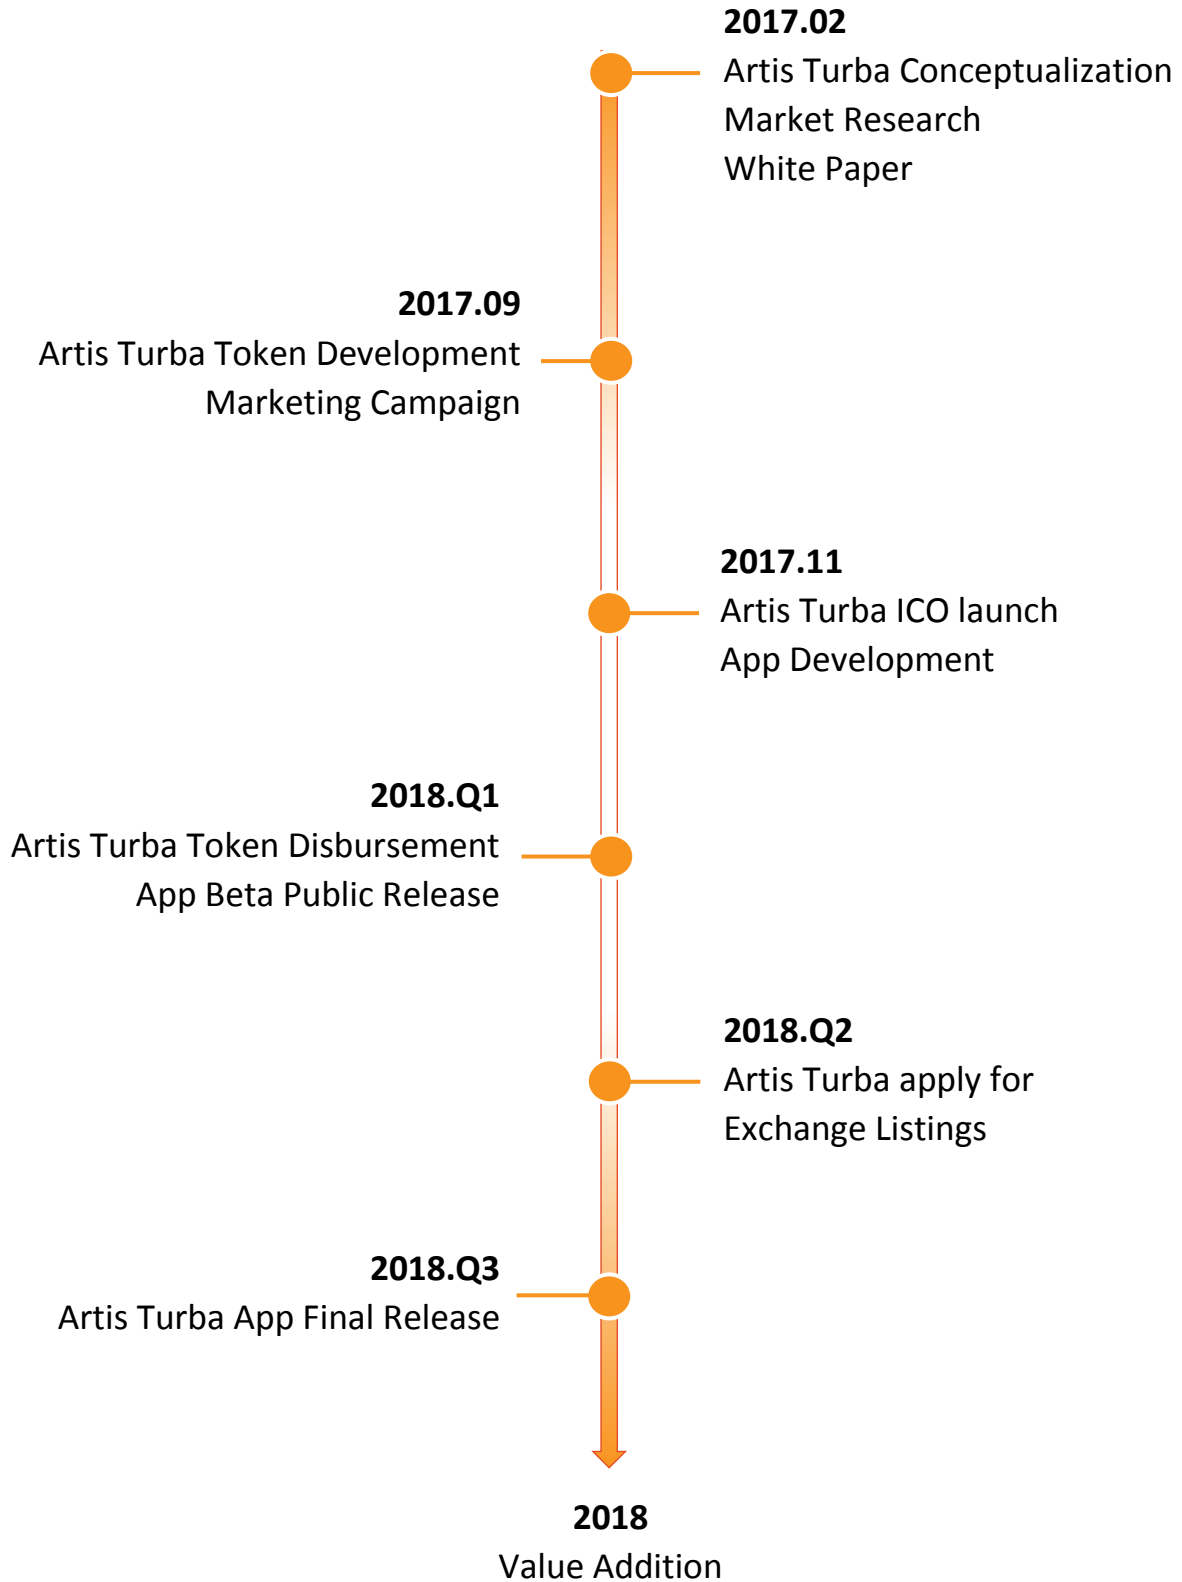 2017.02
Artis Turba Conceptualization
Market Research
White Paper
2017.09
Artis Turba Token Development
Marketing Campaign
2017.11
Artis Turba ICO launch
App Development
2018.Q1
Artis Turba Token Disbursement
App Beta Public Release
2018.Q2
Artis Turba apply for
Exchange Listings
2018.Q3
Artis Turba App Final Release
2018
Value Addition